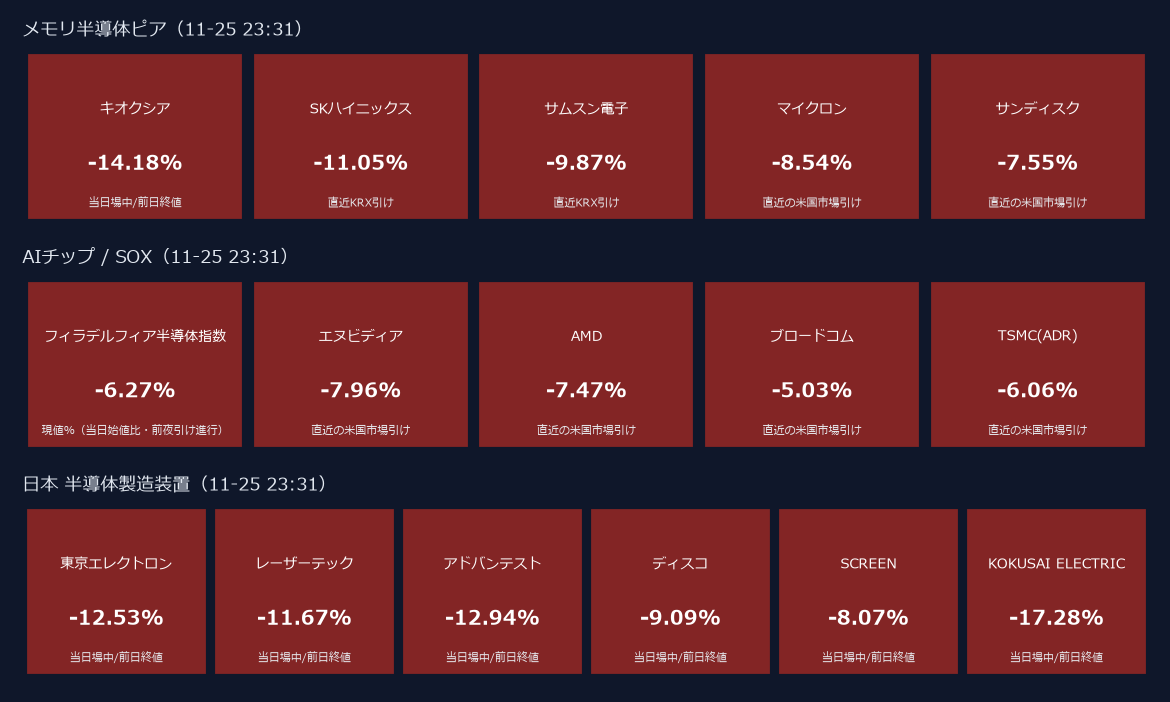 メモリ半導体ピア（11-25 23:31）
キオクシア
-14.18%
当日場中/前日終値
SKハイニックス
-11.05%
直近KRX引け
サムスン電子
-9.87%
直近KRX引け
マイクロン
-8.54%
直近の米国市場引け
サンディスク
-7.55%
直近の米国市場引け
AIチップ / SOX（11-25 23:31）
フィラデルフィア半導体指数
-6.27%
現値%（当日始値比・前夜引け進行）
エヌビディア
-7.96%
直近の米国市場引け
AMD
-7.47%
直近の米国市場引け
ブロードコム
-5.03%
直近の米国市場引け
TSMC(ADR)
-6.06%
直近の米国市場引け
日本 半導体製造装置（11-25 23:31）
東京エレクトロン
-12.53%
当日場中/前日終値
レーザーテック
-11.67%
当日場中/前日終値
アドバンテスト
-12.94%
当日場中/前日終値
ディスコ
-9.09%
当日場中/前日終値
SCREEN
-8.07%
当日場中/前日終値
KOKUSAI ELECTRIC
-17.28%
当日場中/前日終値